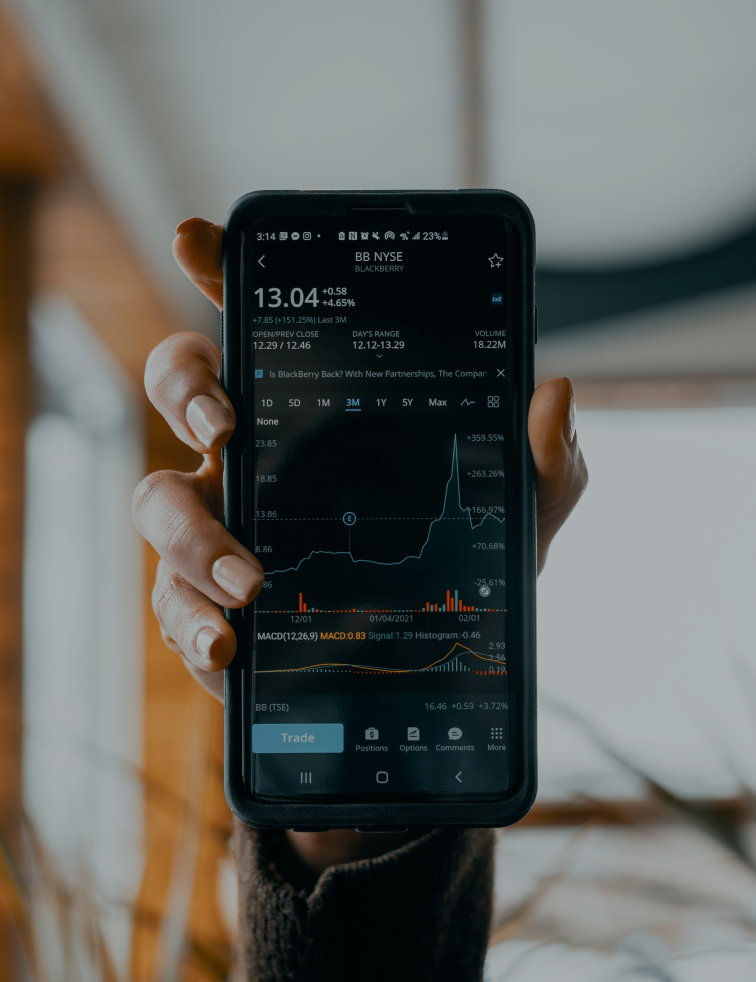 3:14 23%
BB NYSE
BLACKBERRY
13.04 +0.58
+4.65%
Lv2
+7.85 (+151.25%) Last 3M
OPEN/PREV CLOSE DAY'S RANGE VOLUME
12.29 / 12.46 12.12-13.29 18.22M
Is BlackBerry Back? With New Partnerships, The Compan
1D 5D 1M 3M 1Y 5Y Max
None
23.85 +359.55%
18.85 +263.26%
13.86 +166.97%
E
8.86 +70.68%
86 -25.61%
12/01 01/04/2021 02/01
MACD(12,26,9) MACD:0.83 Signal:1.29 Histogram:-0.46
2.93
1.56
0.19
BB (TSE) 16.46 +0.59 +3.72%
Trade
Positions Options Comments More